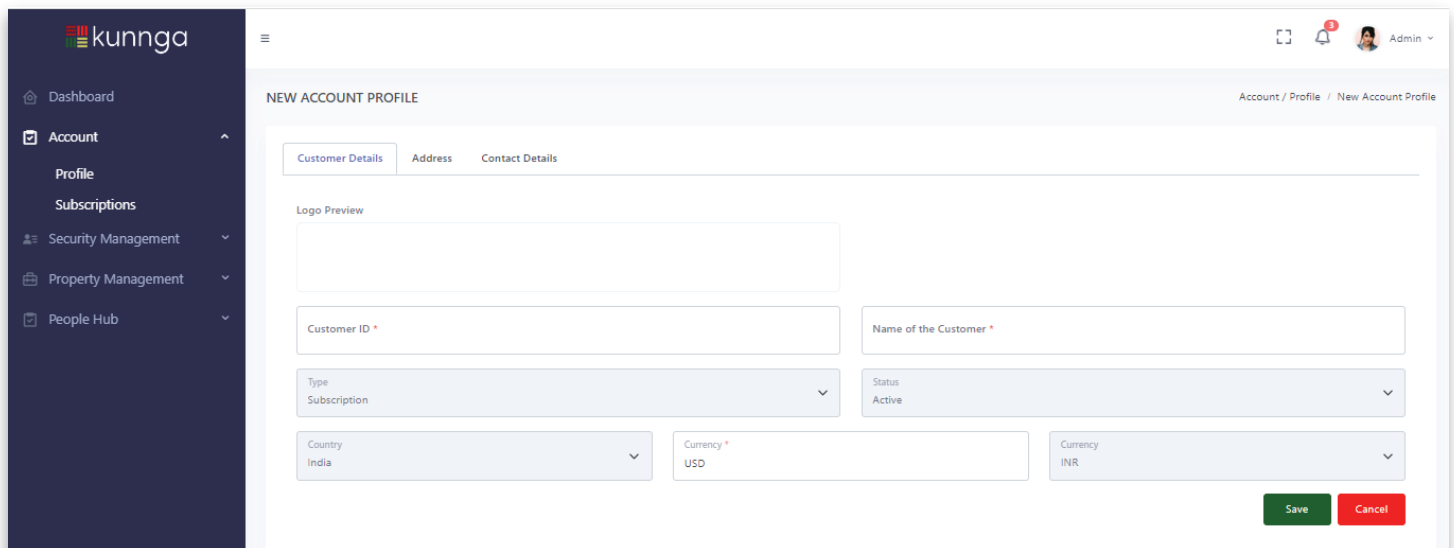 kunnga
3
Admin
Dashboard
NEW ACCOUNT PROFILE
Account / Profile / New Account Profile
Account
Profile
Subscriptions
Security Management
Property Management
People Hub
Customer Details Address Contact Details
Logo Preview
Customer ID * Name of the Customer *
Type Status
Subscription Active
Country Currency * Currency
India USD INR
Save Cancel